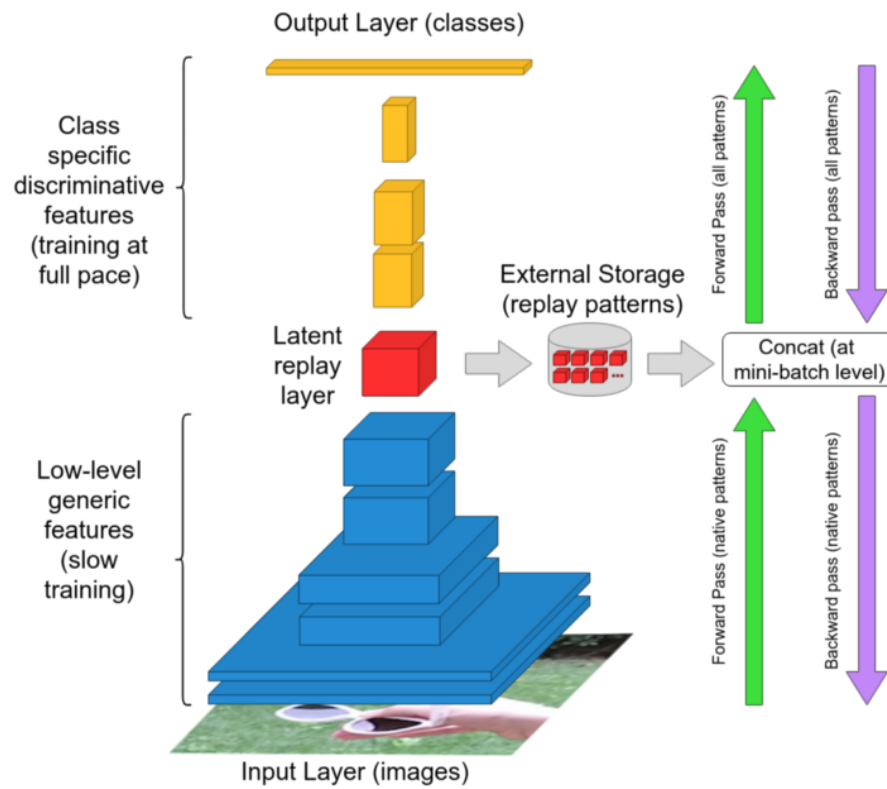 Output Layer (classes)
Class
specific
discriminative
features
(training at
full pace)
External Storage
(replay patterns)
Latent
replay
layer
Concat (at
mini-batch level)
Low-level
generic
features
(slow
training)
Input Layer (images)
Forward Pass (all patterns)
Backward pass (all patterns)
Forward Pass (native patterns)
Backward pass (native patterns)